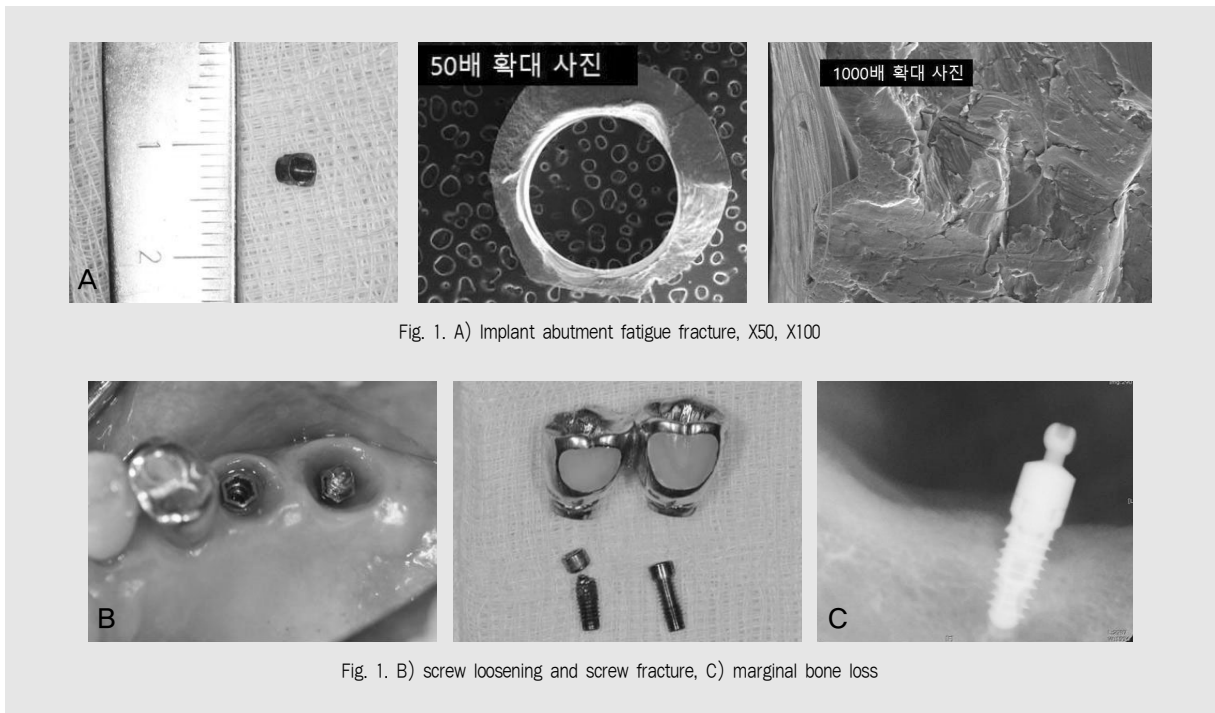 50배 확대 사진
1000배 확대 사진
1
2
A
Fig. 1. A) Implant abutment fatigue fracture, X50, X100
B
C
Fig. 1. B) screw loosening and screw fracture, C) marginal bone loss